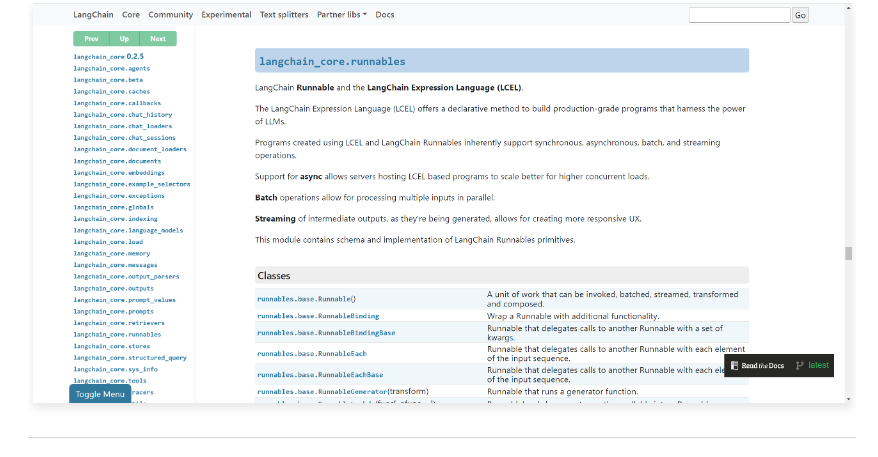 LangChain Core Community Experimental Text splitters Partner libs Docs Go
Prev Up Next
langchain_core 0.2.5
langchain_core.agents
langchain_core.beta
langchain_core.caches
langchain_core.callbacks
langchain_core.chat_history
langchain_core.chat_loaders
langchain_core.chat_sessions
langchain_core.document_loaders
langchain_core.documents
langchain_core.embeddings
langchain_core.example_selectors
langchain_core.exceptions
langchain_core.globals
langchain_core.indexing
langchain_core.language_models
langchain_core.load
langchain_core.memory
langchain_core.messages
langchain_core.output_parsers
langchain_core.outputs
langchain_core.prompt_values
langchain_core.prompts
langchain_core.retrievers
langchain_core.runnables
langchain_core.stores
langchain_core.structured_query
langchain_core.sys_info
langchain_core.tools
racers
Toggle Menu
langchain_core.runnables
LangChain Runnable and the LangChain Expression Language (LCEL).
The LangChain Expression Language (LCEL) offers a declarative method to build production-grade programs that harness the power
of LLMs.
Programs created using LCEL and LangChain Runnables inherently support synchronous, asynchronous, batch, and streaming
operations.
Support for async allows servers hosting LCEL based programs to scale better for higher concurrent loads.
Batch operations allow for processing multiple inputs in parallel.
Streaming of intermediate outputs, as they're being generated, allows for creating more responsive UX.
This module contains schema and implementation of LangChain Runnables primitives.
Classes
runnables.base.Runnable() A unit of work that can be invoked, batched, streamed, transformed
and composed.
runnables.base.RunnableBinding Wrap a Runnable with additional functionality.
runnables.base.RunnableBindingBase Runnable that delegates calls to another Runnable with a set of
kwargs.
runnables.base.RunnableEach Runnable that delegates calls to another Runnable with each element
of the input sequence.
runnables.base.RunnableEachBase Runnable that delegates calls to another Runnable with each
of the input sequence.
runnables.base.RunnableGenerator(transform) Runnable that runs a generator function.
Read the Docs latest